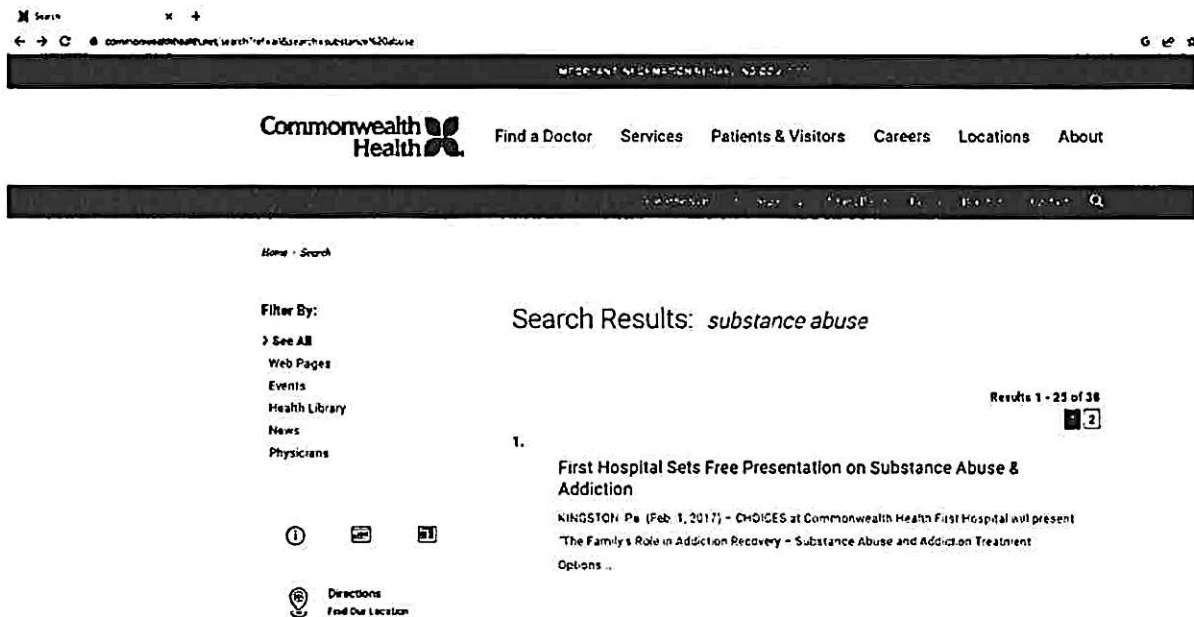 Search
Commonwealth
Health
Find a Doctor Services Patients & Visitors Careers Locations About
Home - Search
Filter By:
> See All
Web Pages
Events
Health Library
News
Physicians
Search Results: substance abuse
Results 1 - 25 of 38
2
1.
First Hospital Sets Free Presentation on Substance Abuse &
Addiction
KINGSTON, Pa. (Feb. 1, 2017) – CHOICES at Commonwealth Health First Hospital will present
"The Family's Role in Addiction Recovery – Substance Abuse and Addiction Treatment
Options ...
Directions
Find Our Location